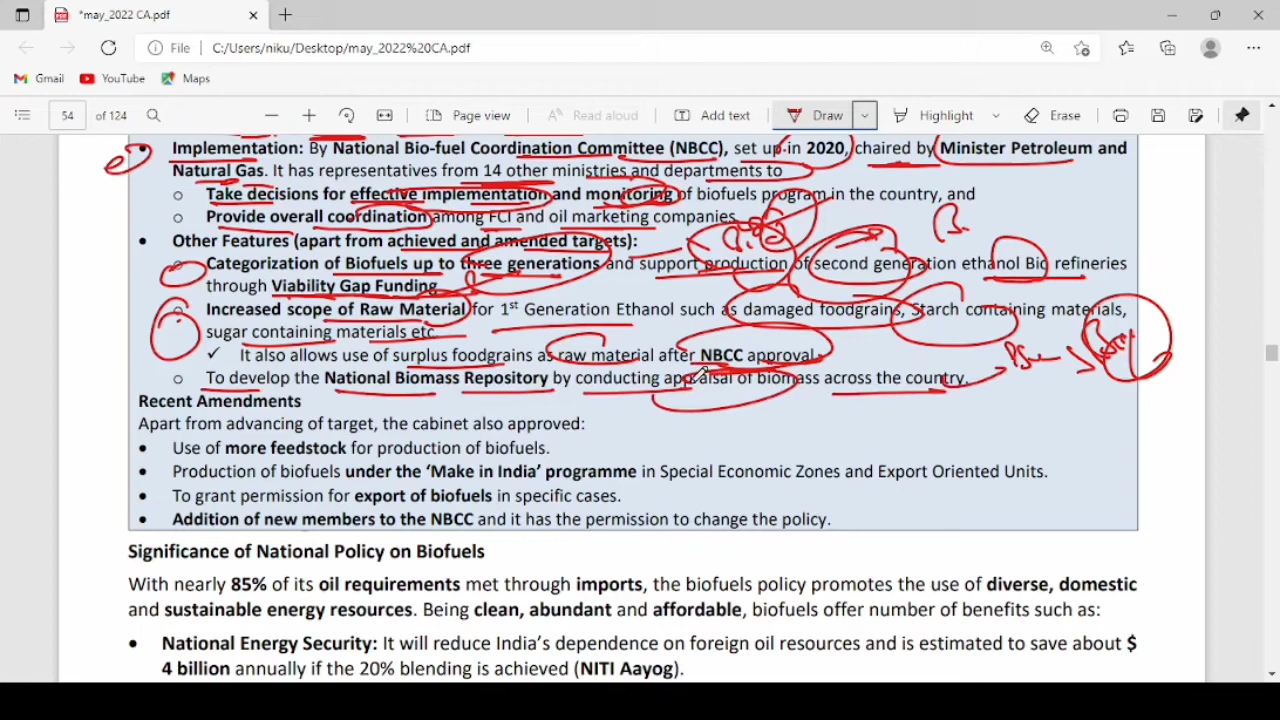 *may_2022 CA.pdf
File C:/Users/niku/Desktop/may_2022%20CA.pdf
Gmail YouTube Maps
54 of 124 Page view Read aloud Add text Draw Highlight Erase
• Implementation: By National Bio-fuel Coordination Committee (NBCC), set up in 2020, chaired by Minister Petroleum and
Natural Gas. It has representatives from 14 other ministries and departments to
o Take decisions for effective implementation and monitoring of biofuels program in the country, and
o Provide overall coordination among FCI and oil marketing companies.
• Other Features (apart from achieved and amended targets):
o Categorization of Biofuels up to three generations and support production of second generation ethanol Bio refineries
through Viability Gap Funding.
o Increased scope of Raw Material for 1st Generation Ethanol such as damaged foodgrains, Starch containing materials,
sugar containing materials etc.
✓ It also allows use of surplus foodgrains as raw material after NBCC approval.
o To develop the National Biomass Repository by conducting appraisal of biomass across the country.
Recent Amendments
Apart from advancing of target, the cabinet also approved:
• Use of more feedstock for production of biofuels.
• Production of biofuels under the ‘Make in India’ programme in Special Economic Zones and Export Oriented Units.
• To grant permission for export of biofuels in specific cases.
• Addition of new members to the NBCC and it has the permission to change the policy.
Significance of National Policy on Biofuels
With nearly 85% of its oil requirements met through imports, the biofuels policy promotes the use of diverse, domestic
and sustainable energy resources. Being clean, abundant and affordable, biofuels offer number of benefits such as:
• National Energy Security: It will reduce India’s dependence on foreign oil resources and is estimated to save about $
4 billion annually if the 20% blending is achieved (NITI Aayog).